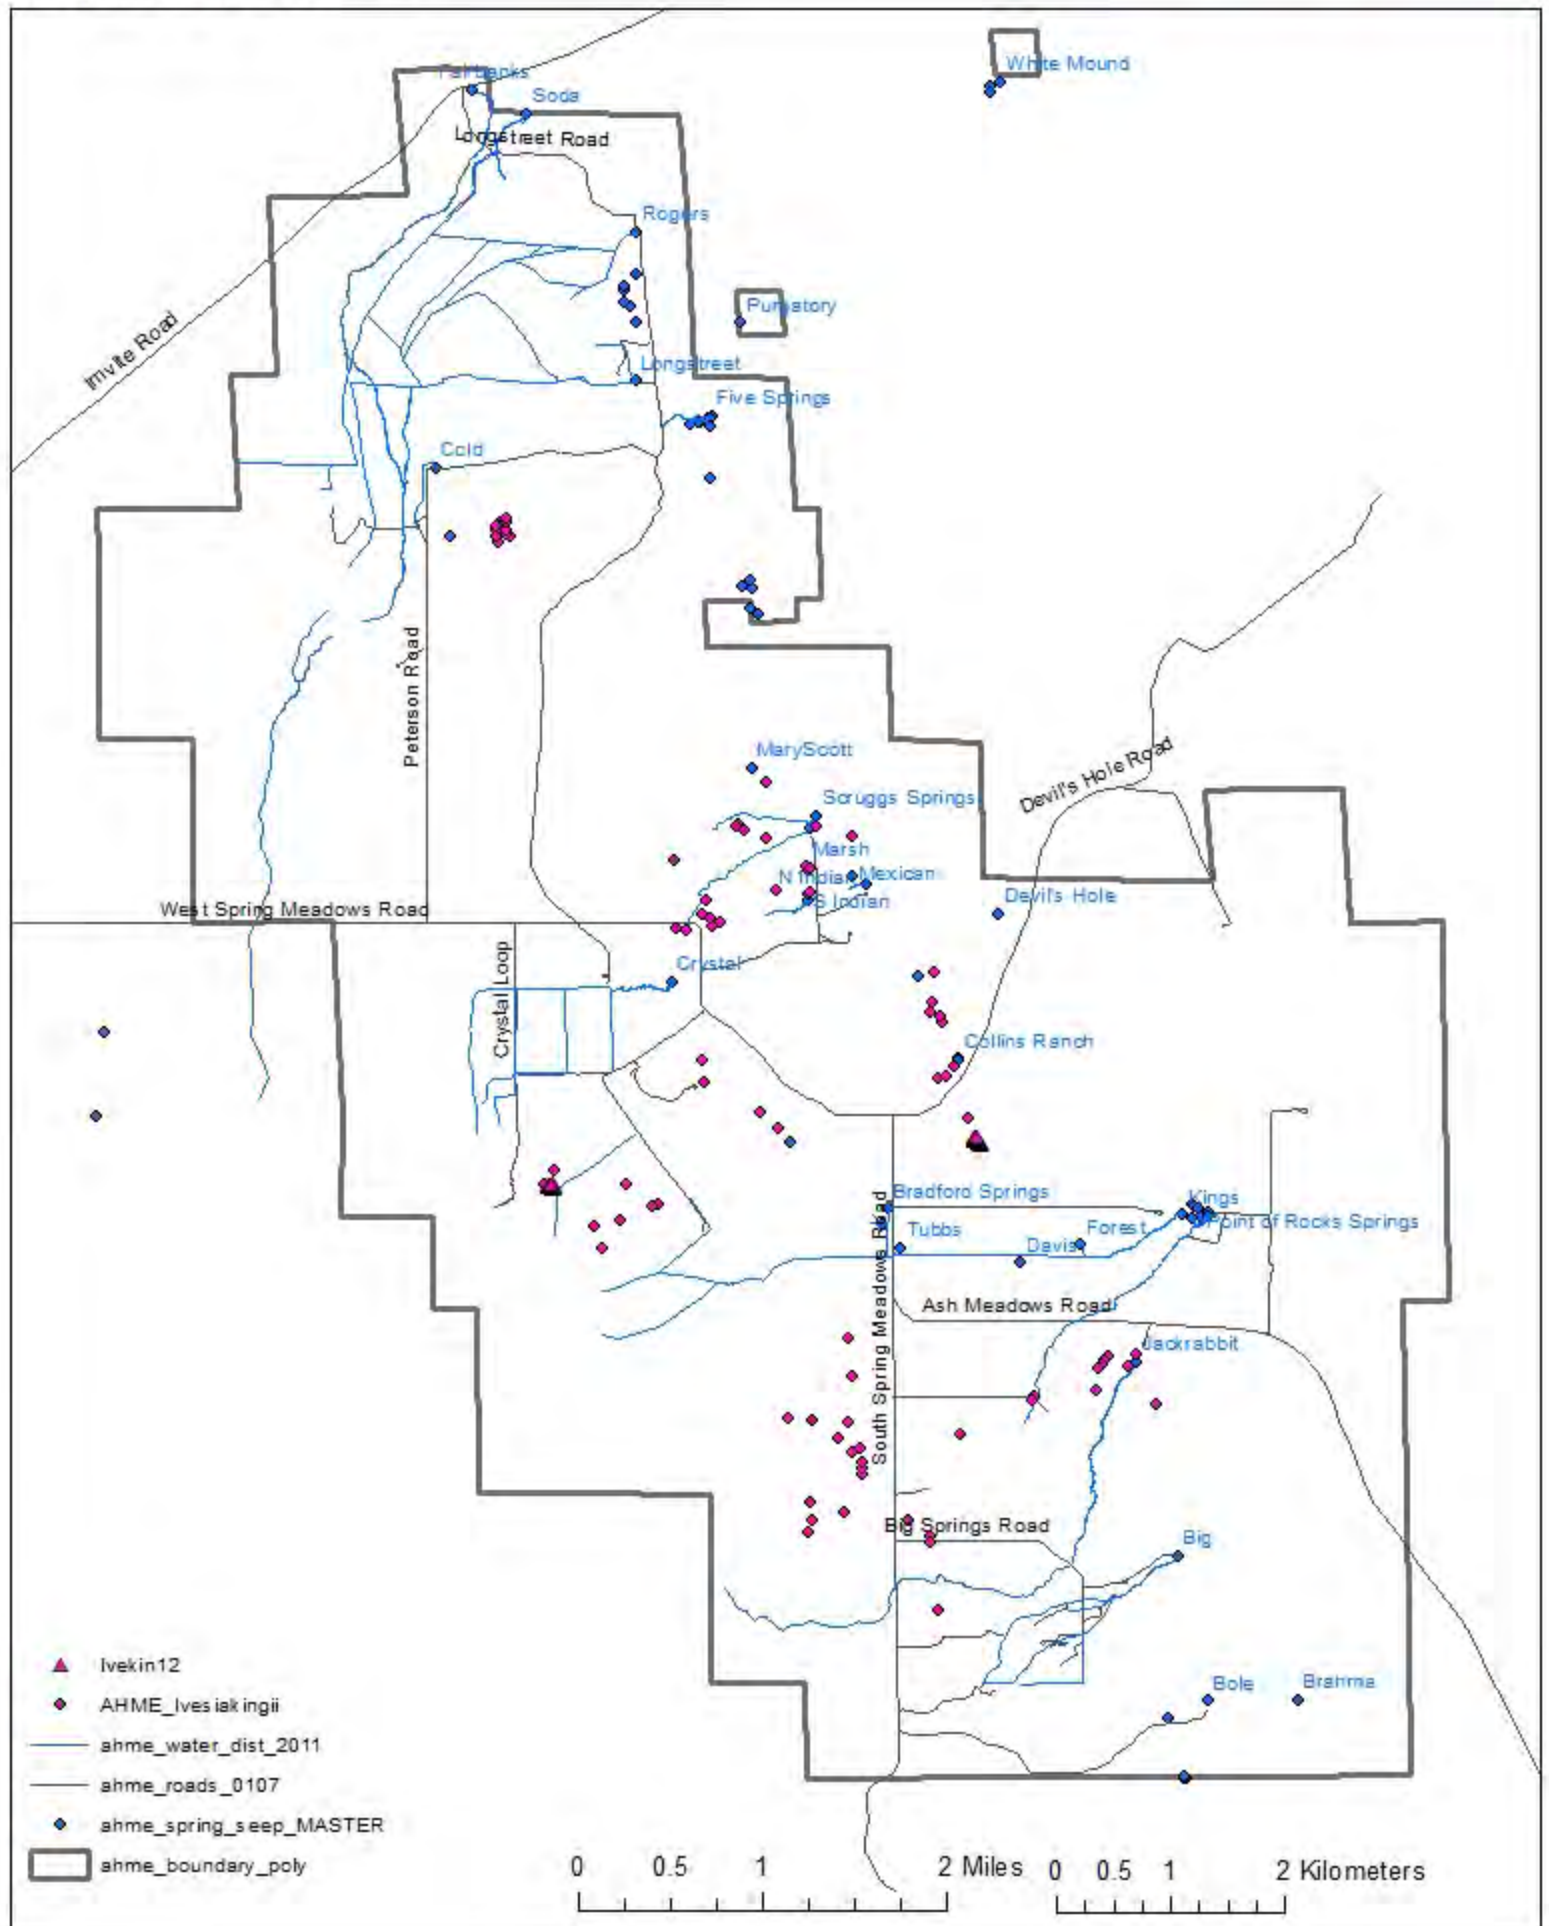 White Mound
Fairbanks
Soda
Longstreet Road
Rogers
Purgatory
Irrvite Road
Longstreet
Five Springs
Cold
Peterson Road
MaryScott
Devil's Hole Road
Scruggs Springs
Marsh
N Indian
Mexican
S Indian
Devil's Hole
West Spring Meadows Road
Crystal
Crystal Loop
Collins Ranch
Bradford Springs
Kings
Point of Rocks Springs
Tubbs
Forest
Davis
South Spring Meadows Road
Ash Meadows Road
Jackrabbit
Big Springs Road
Big
Bole
Brahma
Ivekin12
AHME_Ivesiakingii
ahme_water_dist_2011
ahme_roads_0107
ahme_spring_seep_MASTER
ahme_boundary_poly
0 0.5 1 2 Miles
0 0.5 1 2 Kilometers